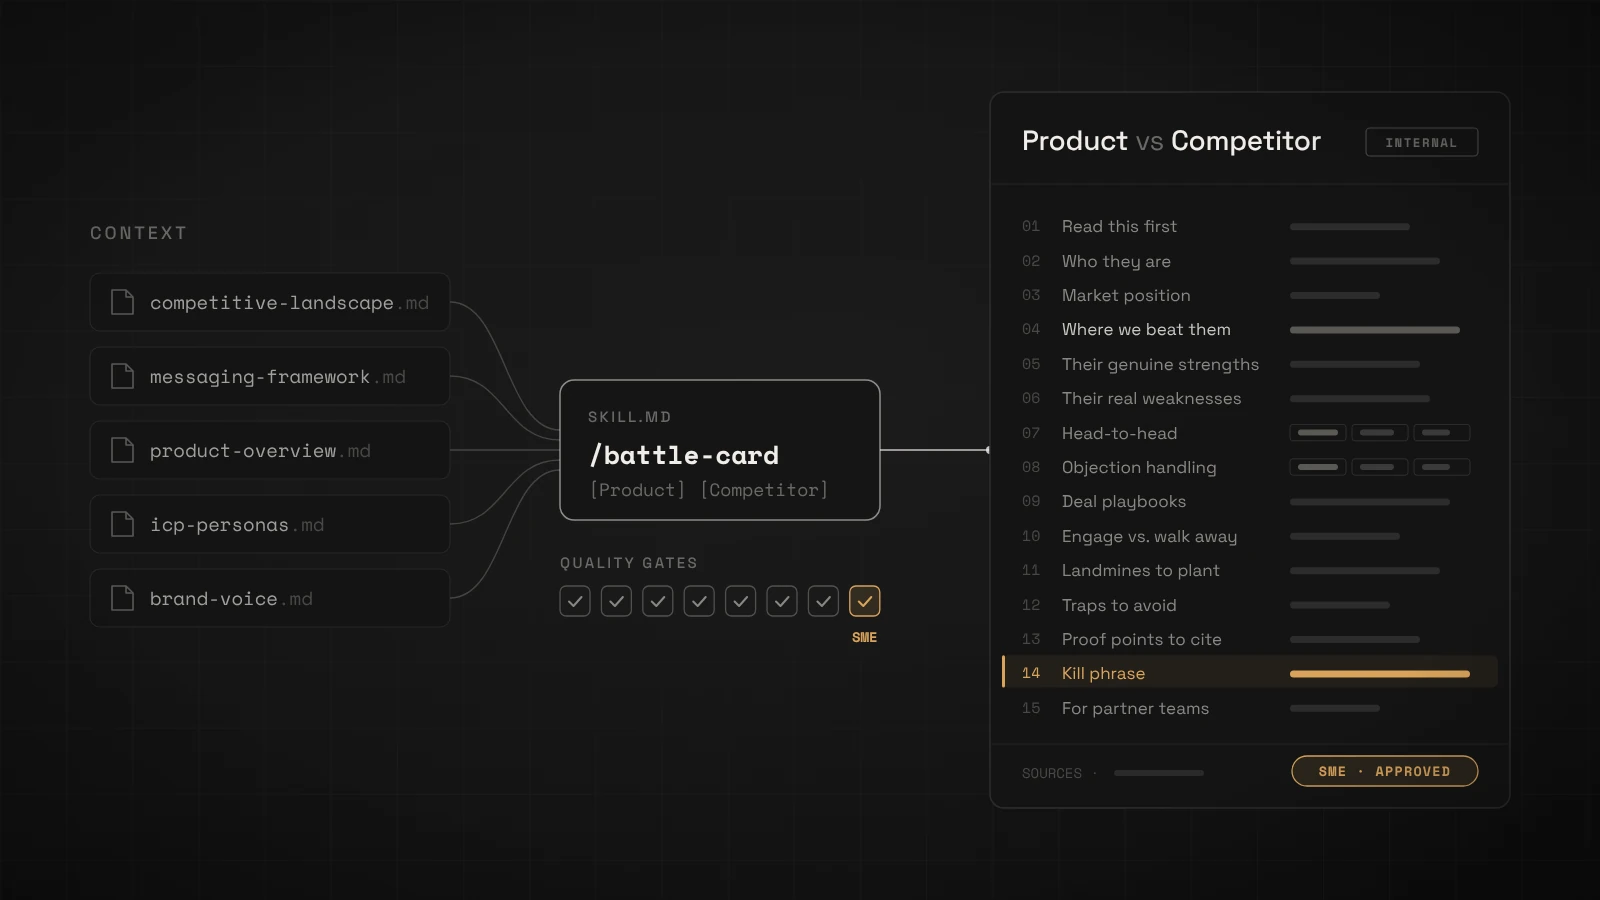 CONTEXT
competitive-landscape.md
messaging-framework.md
product-overview.md
icp-personas.md
brand-voice.md
SKILL.MD
/battle-card
[Product] [Competitor]
QUALITY GATES
SME
Product vs Competitor
INTERNAL
01 Read this first
02 Who they are
03 Market position
04 Where we beat them
05 Their genuine strengths
06 Their real weaknesses
07 Head-to-head
08 Objection handling
09 Deal playbooks
10 Engage vs. walk away
11 Landmines to plant
12 Traps to avoid
13 Proof points to cite
14 Kill phrase
15 For partner teams
SOURCES ·
SME · APPROVED